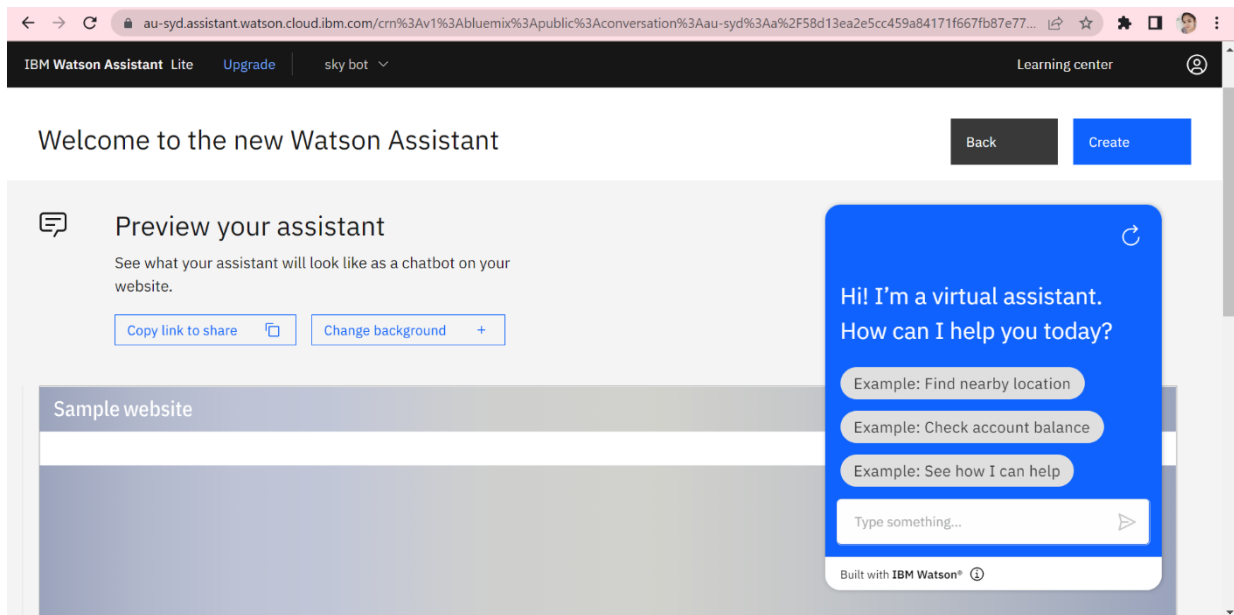 au-syd.assistant.watson.cloud.ibm.com/crn%3Av1%3Abluemix%3Apublic%3Aconversation%3Aau-syd%3Aa%2F58d13ea2e5cc459a84171f667fb87e77...
IBM Watson Assistant Lite Upgrade sky bot Learning center
Welcome to the new Watson Assistant
Back Create
Preview your assistant
See what your assistant will look like as a chatbot on your
website.
Copy link to share Change background +
Sample website
Hi! I’m a virtual assistant.
How can I help you today?
Example: Find nearby location
Example: Check account balance
Example: See how I can help
Type something...
Built with IBM Watson®